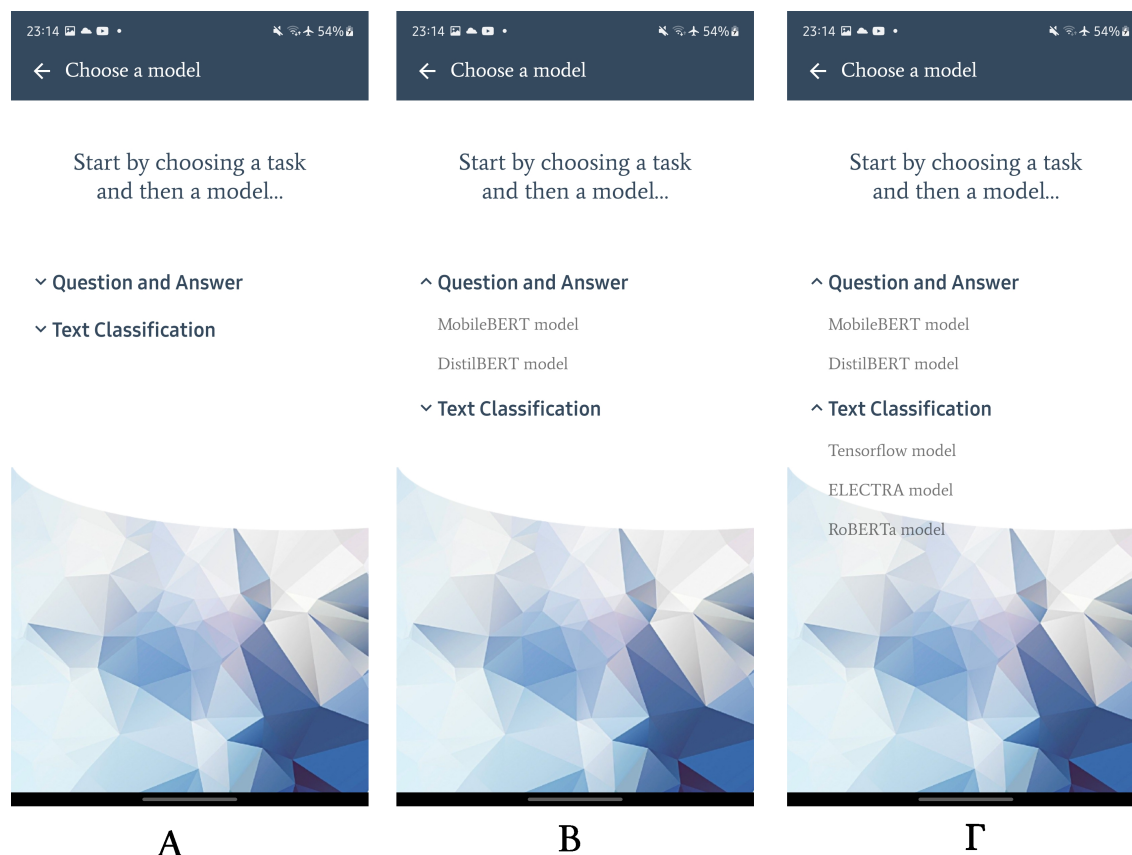 23:14 54%
Choose a model
Start by choosing a task
and then a model...
Question and Answer
Text Classification
Α
23:14 54%
Choose a model
Start by choosing a task
and then a model...
Question and Answer
MobileBERT model
DistilBERT model
Text Classification
Β
23:14 54%
Choose a model
Start by choosing a task
and then a model...
Question and Answer
MobileBERT model
DistilBERT model
Text Classification
Tensorflow model
ELECTRA model
RoBERTa model
Γ